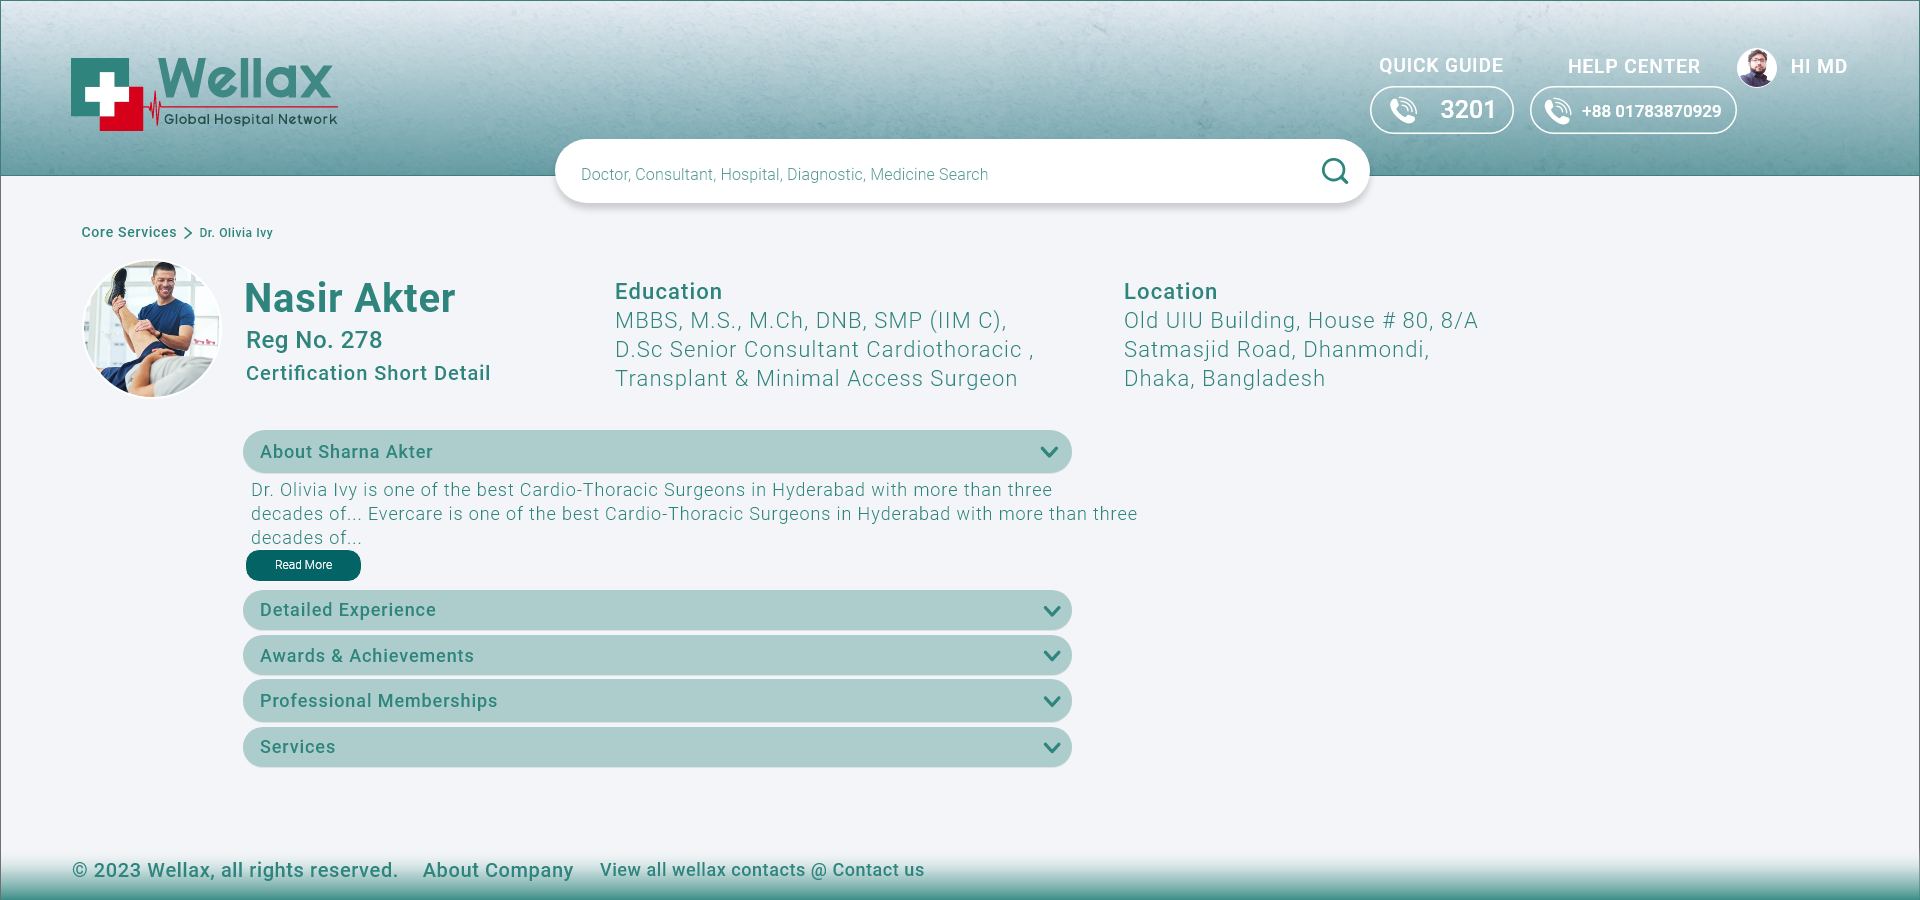 Wellax
Global Hospital Network
QUICK GUIDE
3201
HELP CENTER
+88 01783870929
HI MD
Doctor, Consultant, Hospital, Diagnostic, Medicine Search
Core Services
Dr. Olivia Ivy
Nasir Akter
Reg No. 278
Certification Short Detail
Education
MBBS, M.S., M.Ch, DNB, SMP (IIM C),
D.Sc Senior Consultant Cardiothoracic ,
Transplant & Minimal Access Surgeon
Location
Old UIU Building, House # 80, 8/A
Satmasjid Road, Dhanmondi,
Dhaka, Bangladesh
About Sharna Akter
Dr. Olivia Ivy is one of the best Cardio-Thoracic Surgeons in Hyderabad with more than three
decades of... Evercare is one of the best Cardio-Thoracic Surgeons in Hyderabad with more than three
decades of...
Read More
Detailed Experience
Awards & Achievements
Professional Memberships
Services
© 2023 Wellax, all rights reserved.
About Company
View all wellax contacts @ Contact us